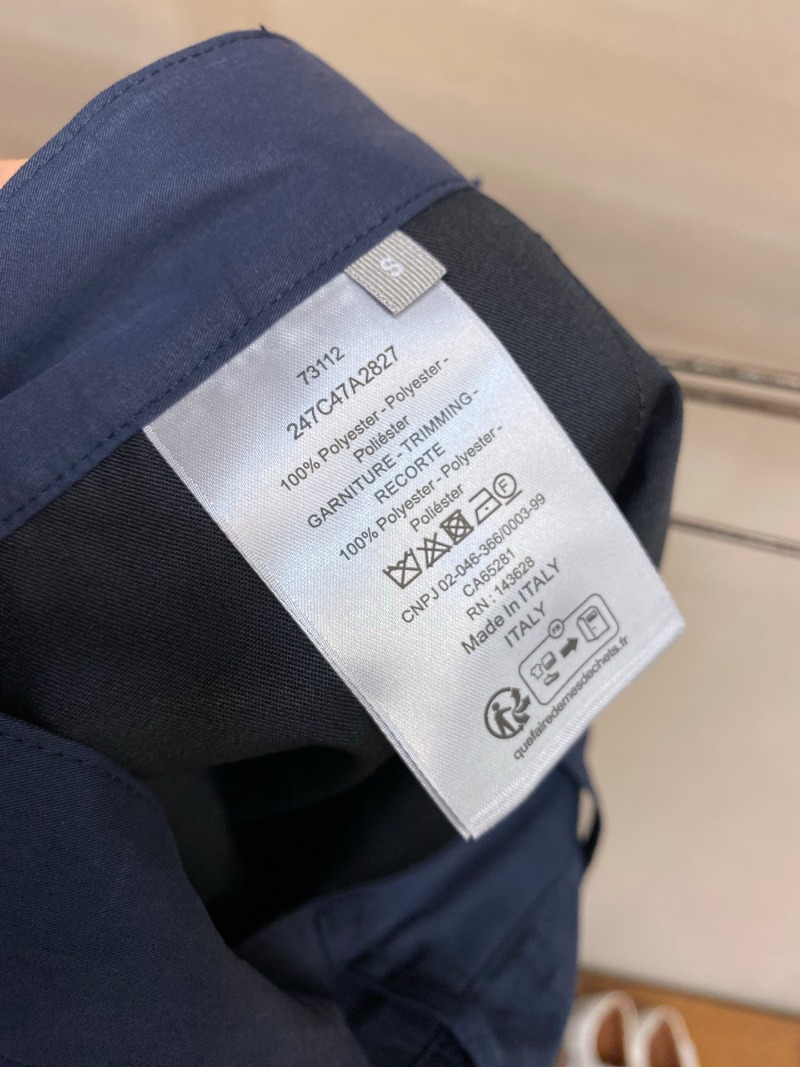 S
73112
247C47A2827
100% Polyester - Polyester -
Poliéster
GARNITURE - TRIMMING -
RECORTE
100% Polyester - Polyester -
Poliéster
F
CNPJ 02-046-366/0003-99
CA65281
RN : 143628
Made In ITALY
ITALY
FR
quefairedemesdechets.fr